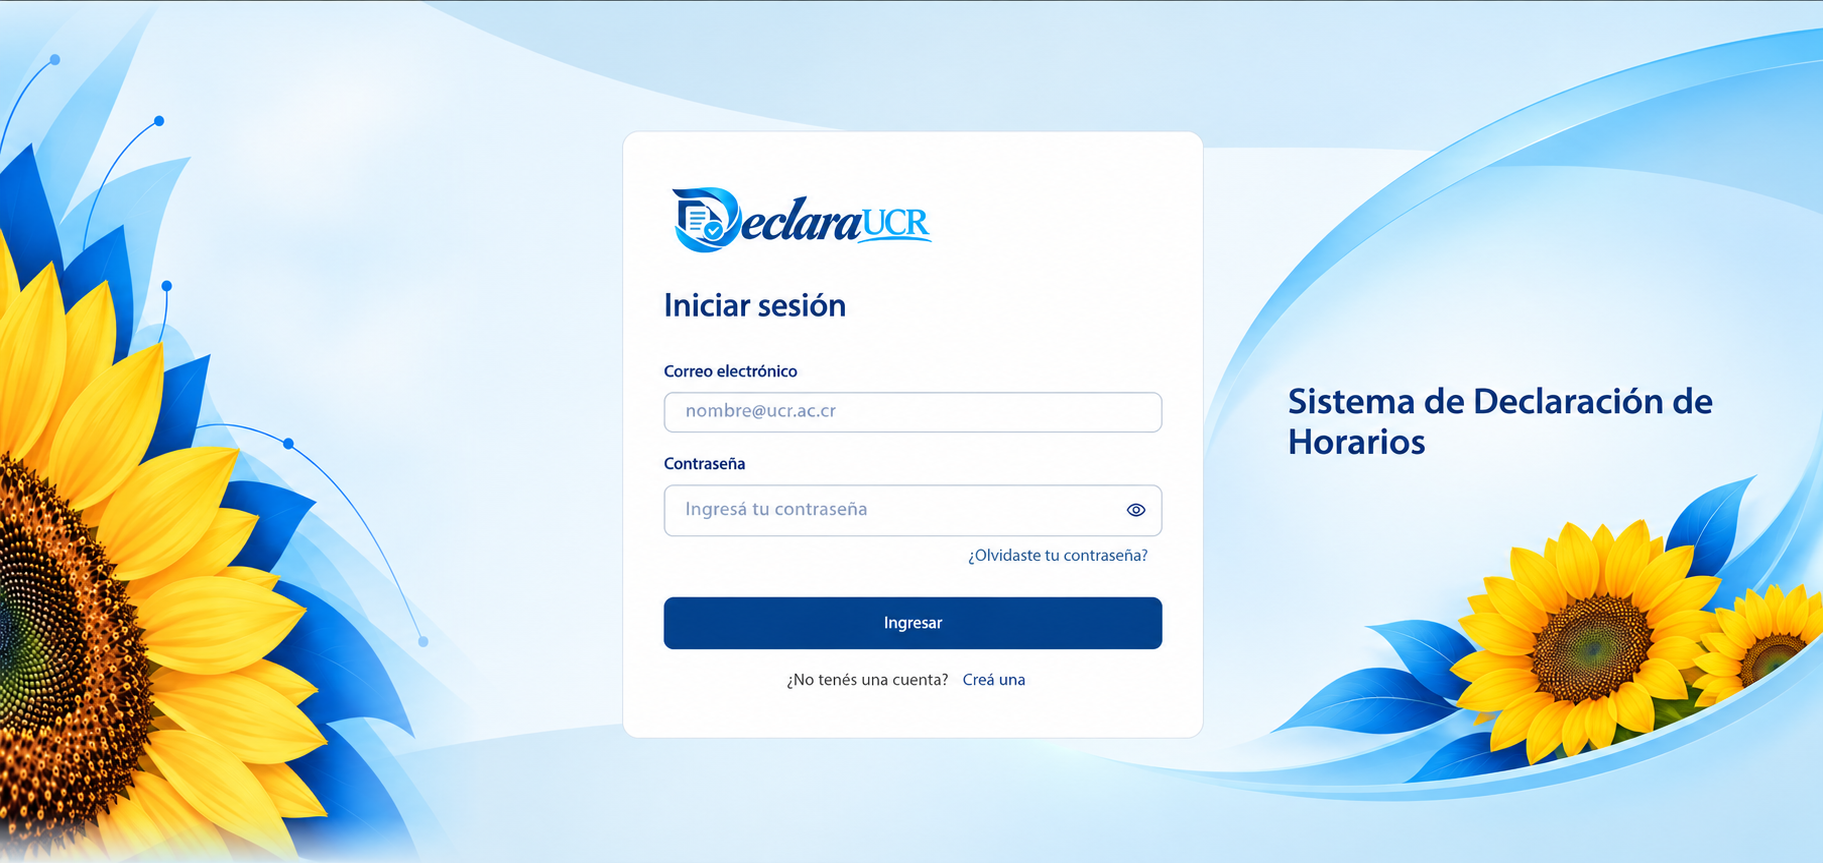 DeclaraUCR
Iniciar sesión
Correo electrónico
nombre@ucr.ac.cr
Contraseña
Ingresá tu contraseña
¿Olvidaste tu contraseña?
Ingresar
¿No tenés una cuenta? Creá una
Sistema de Declaración de
Horarios